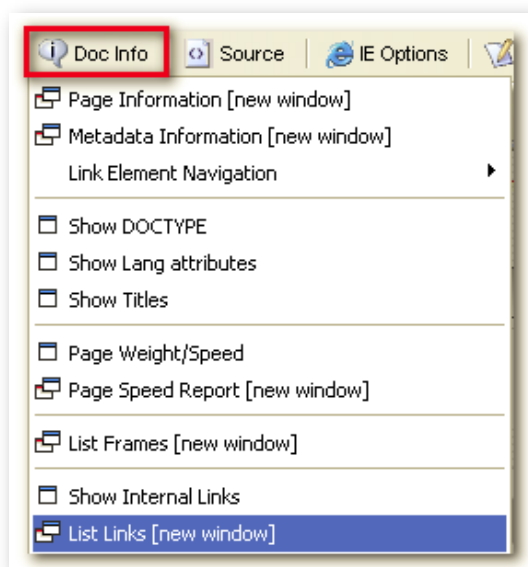 Doc Info Source IE Options
Page Information [new window]
Metadata Information [new window]
Link Element Navigation
Show DOCTYPE
Show Lang attributes
Show Titles
Page Weight/Speed
Page Speed Report [new window]
List Frames [new window]
Show Internal Links
List Links [new window]